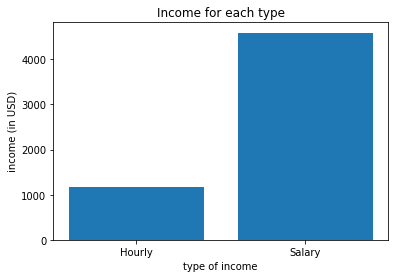 Income for each type
income (in USD)
4000
3000
2000
1000
0
Hourly
Salary
type of income